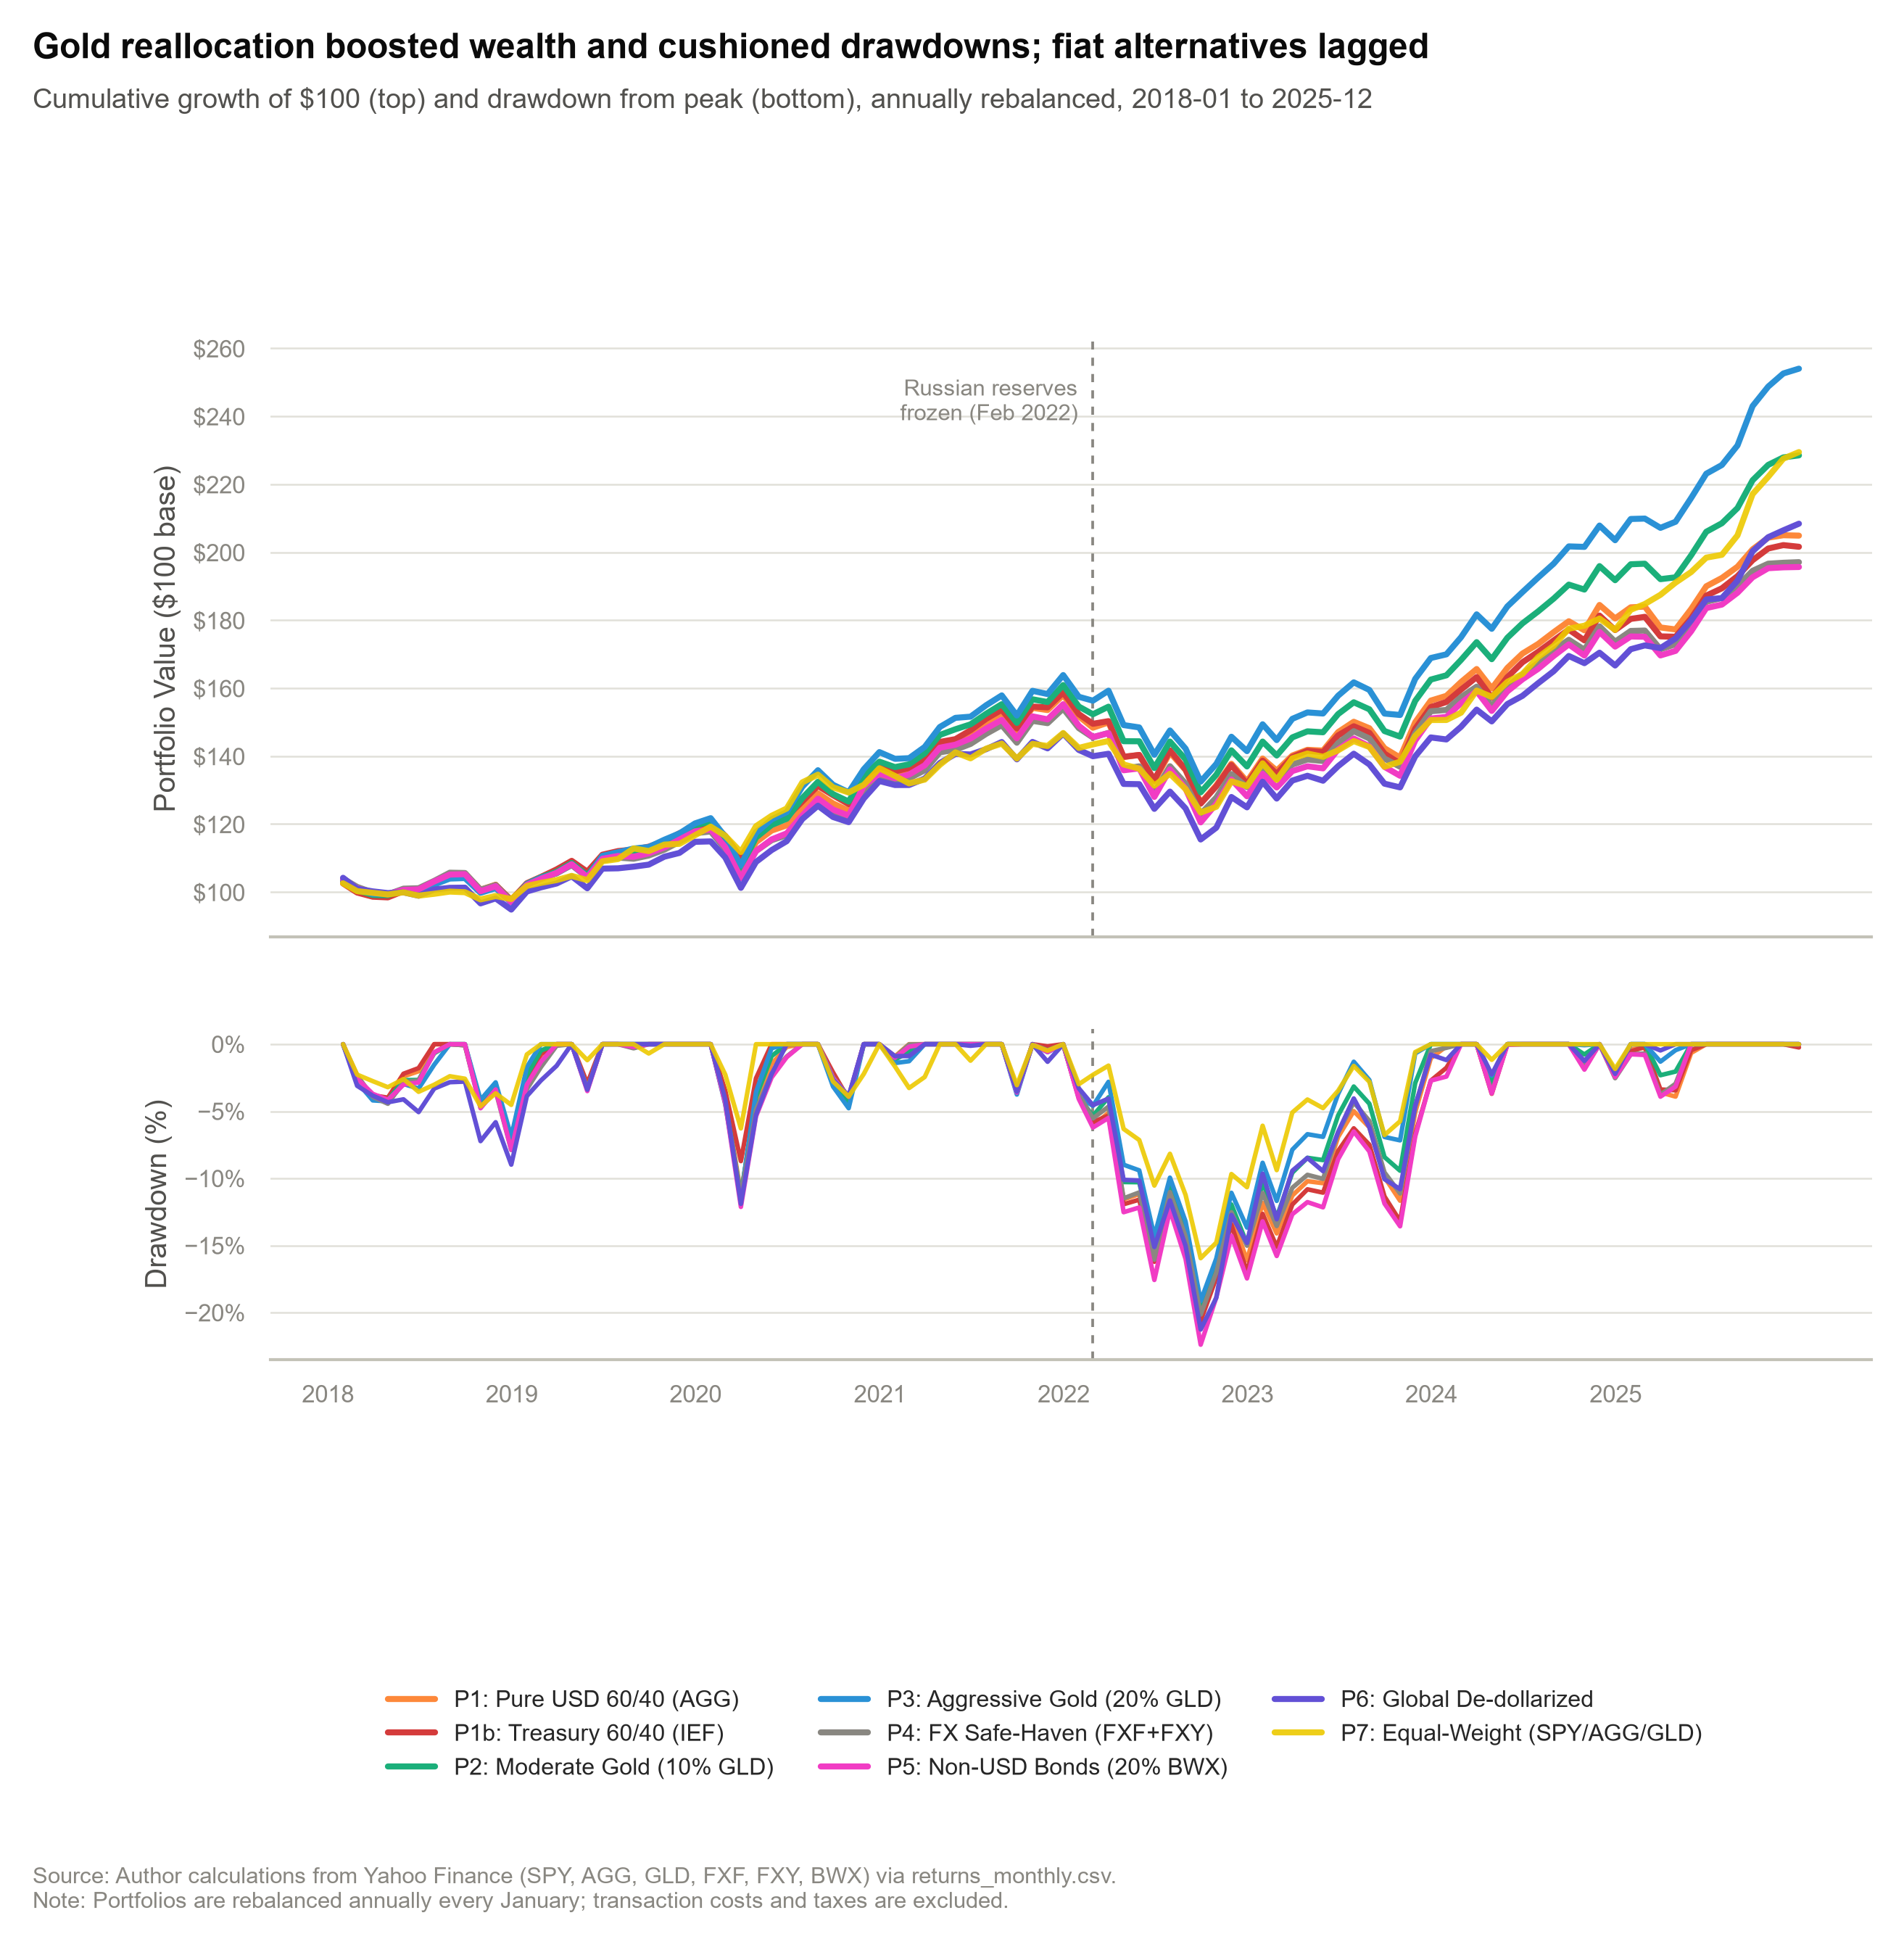 Gold reallocation boosted wealth and cushioned drawdowns; fiat alternatives lagged
Cumulative growth of $100 (top) and drawdown from peak (bottom), annually rebalanced, 2018-01 to 2025-12
Portfolio Value ($100 base)
$260
$240
$220
$200
$180
$160
$140
$120
$100
Russian reserves
frozen (Feb 2022)
Drawdown (%)
0%
−5%
−10%
−15%
−20%
2018 2019 2020 2021 2022 2023 2024 2025
P1: Pure USD 60/40 (AGG)
P1b: Treasury 60/40 (IEF)
P2: Moderate Gold (10% GLD)
P3: Aggressive Gold (20% GLD)
P4: FX Safe-Haven (FXF+FXY)
P5: Non-USD Bonds (20% BWX)
P6: Global De-dollarized
P7: Equal-Weight (SPY/AGG/GLD)
Source: Author calculations from Yahoo Finance (SPY, AGG, GLD, FXF, FXY, BWX) via returns_monthly.csv.
Note: Portfolios are rebalanced annually every January; transaction costs and taxes are excluded.